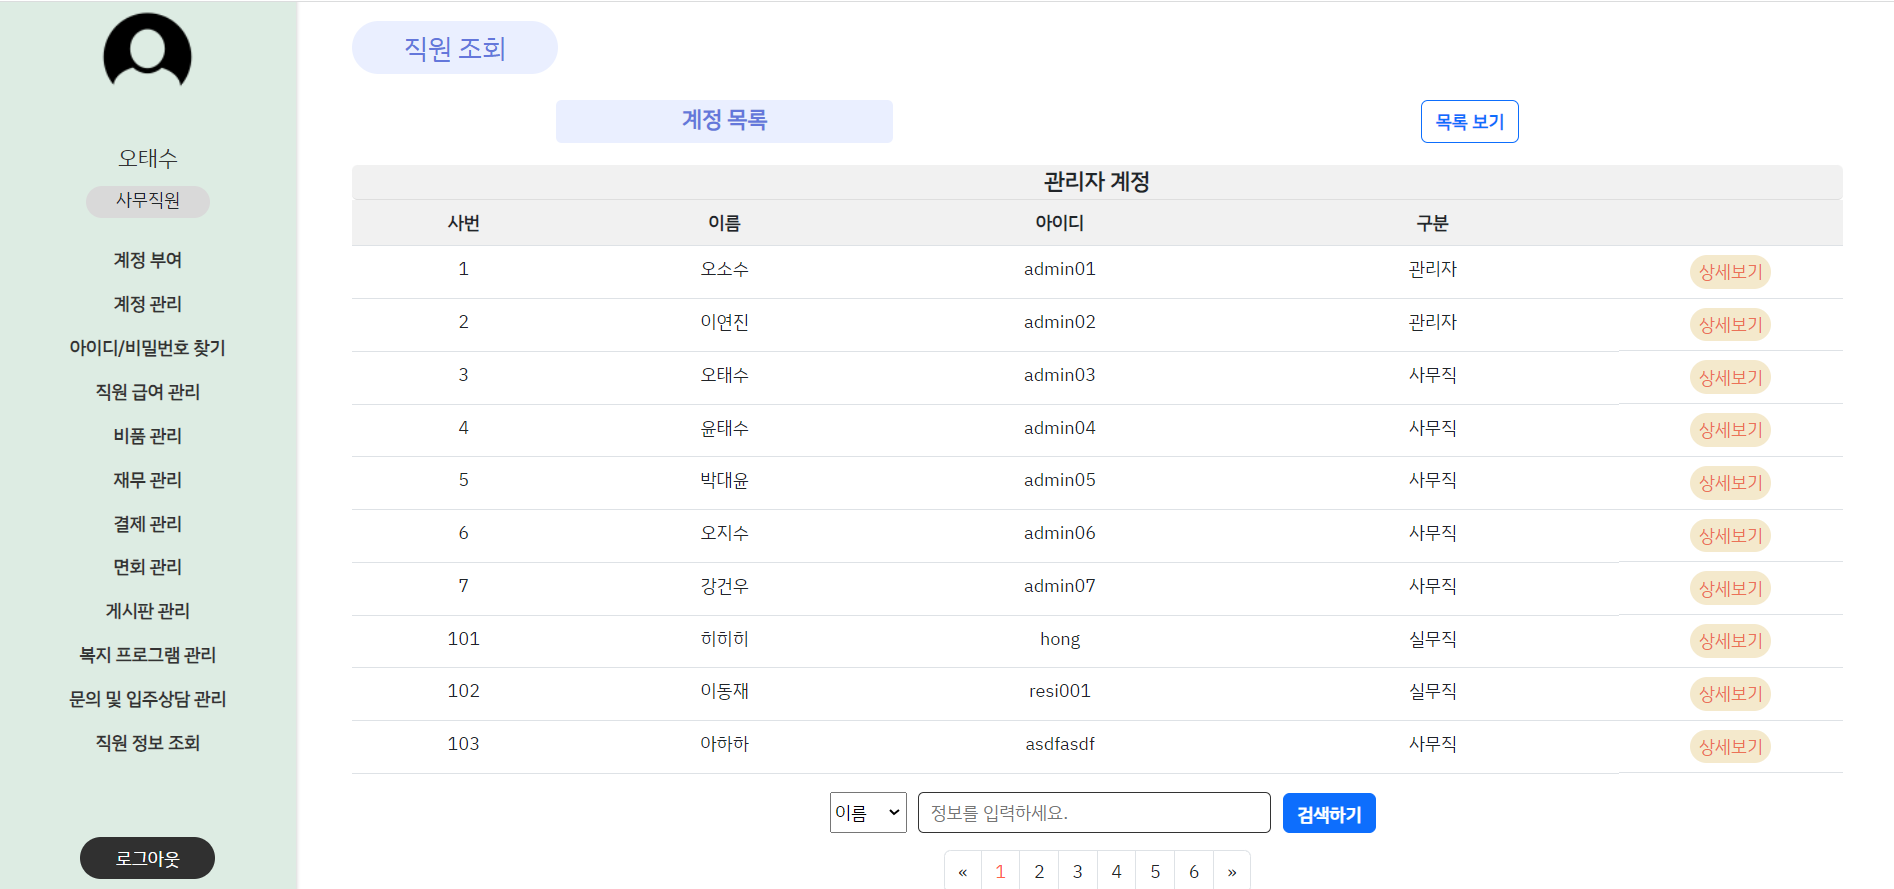 오태수
사무직원
계정 부여
계정 관리
아이디/비밀번호 찾기
직원 급여 관리
비품 관리
재무 관리
결제 관리
면회 관리
게시판 관리
복지 프로그램 관리
문의 및 입주상담 관리
직원 정보 조회
로그아웃
직원 조회
계정 목록
목록 보기
관리자 계정
사번 이름 아이디 구분
1 오소수 admin01 관리자 상세보기
2 이연진 admin02 관리자 상세보기
3 오태수 admin03 사무직 상세보기
4 윤태수 admin04 사무직 상세보기
5 박대윤 admin05 사무직 상세보기
6 오지수 admin06 사무직 상세보기
7 강건우 admin07 사무직 상세보기
101 히히히 hong 실무직 상세보기
102 이동재 resi001 실무직 상세보기
103 아하하 asdfasdf 사무직 상세보기
이름 정보를 입력하세요. 검색하기
« 1 2 3 4 5 6 »